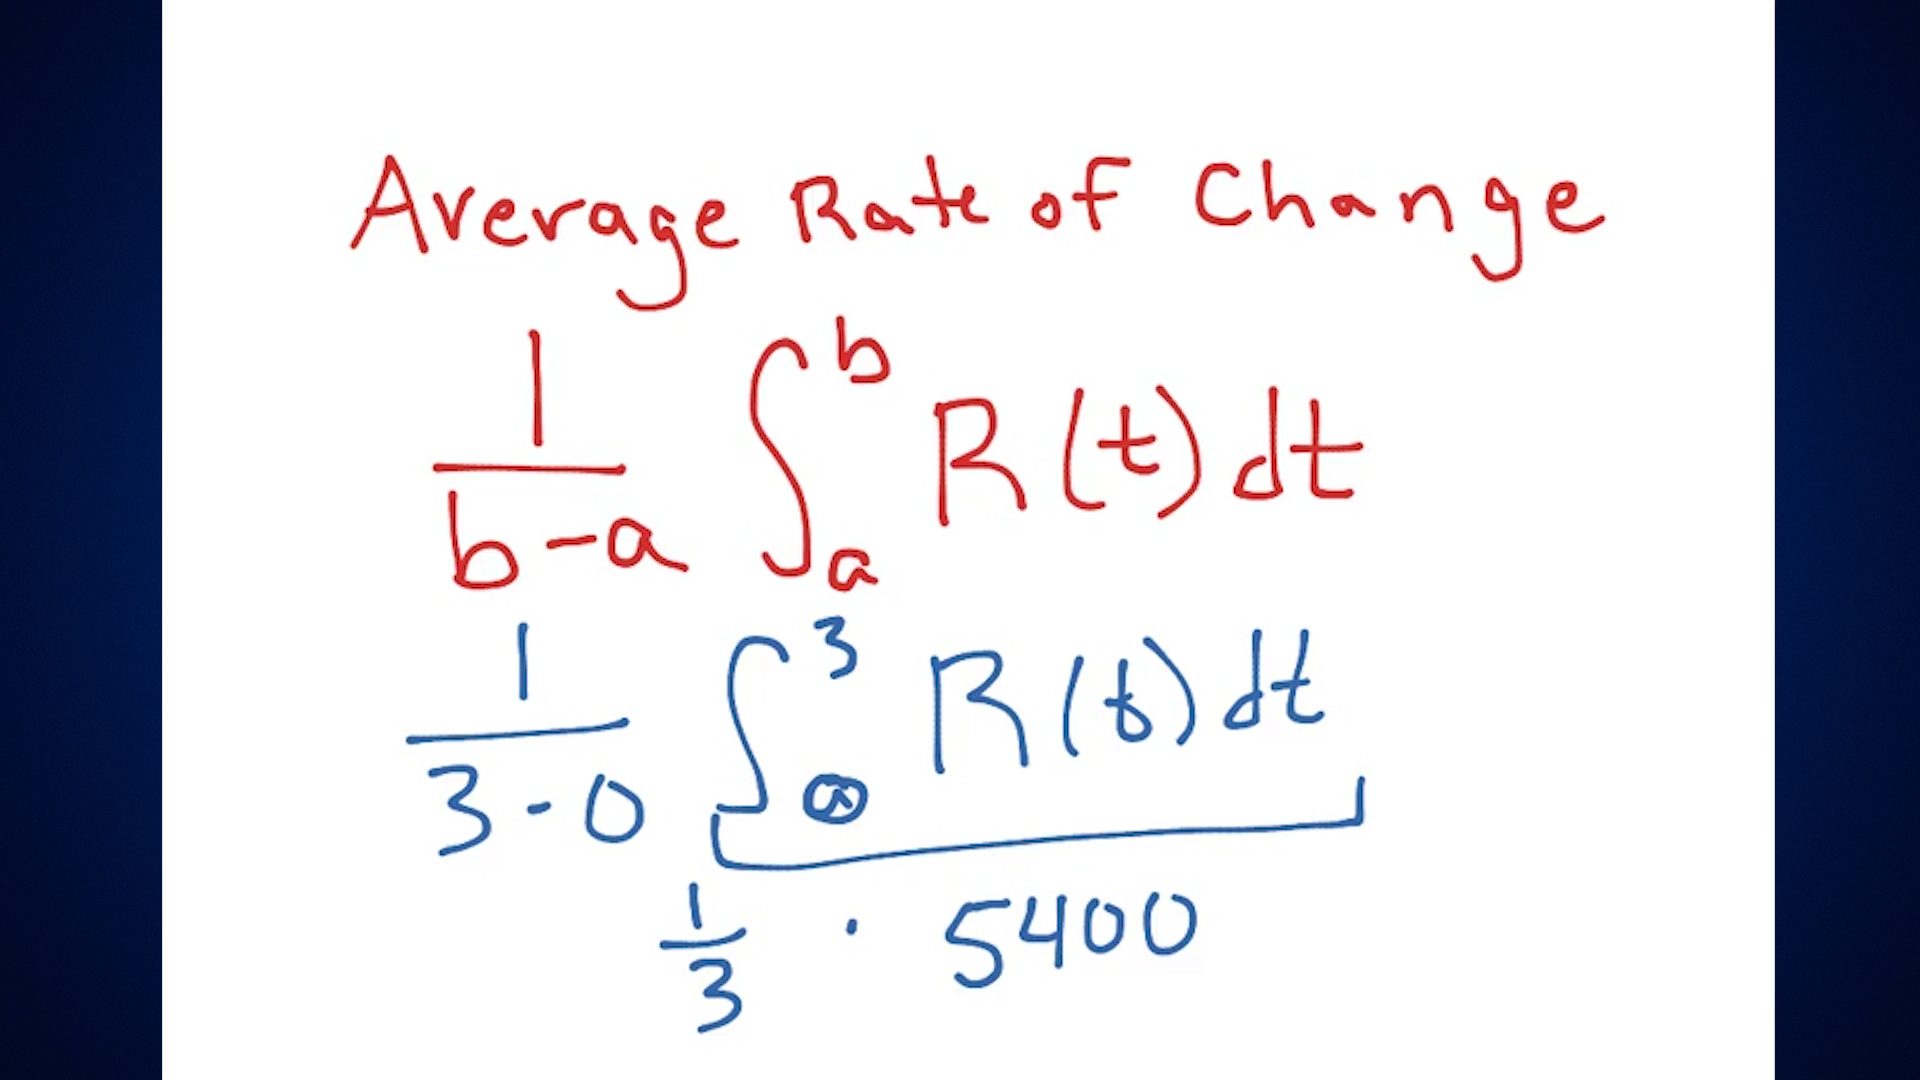 Average Rate of Change
1/(b-a) ∫_a^b R(t) dt
1/(3-0) ∫_0^3 R(t) dt
1/3 · 5400